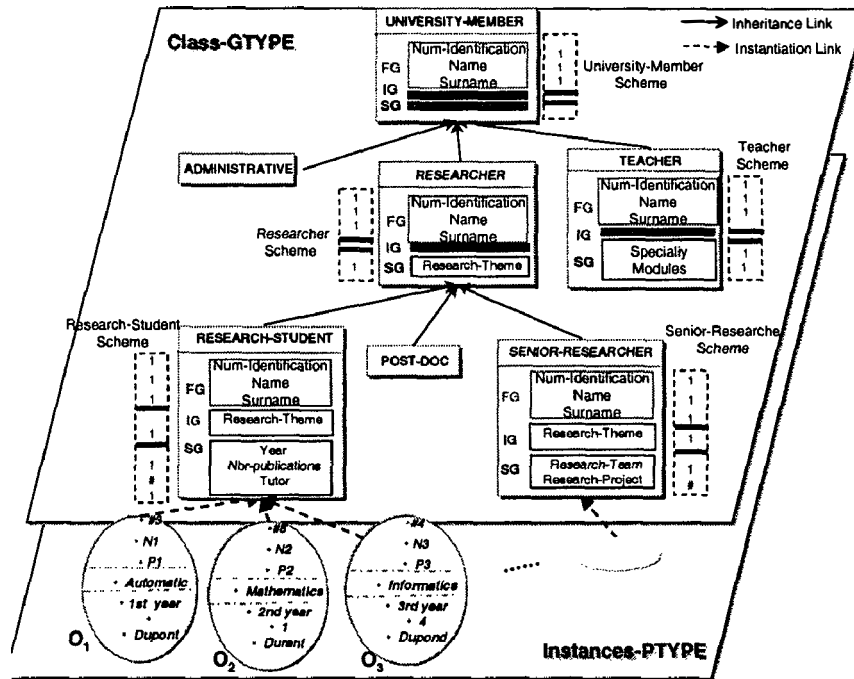 UNIVERSITY-MEMBER
Inheritance Link
Instantiation Link
Class-GTYPE
FG
Num-Identification
Name
Surname
IG
SG
1
1
1
University-Member
Scheme
ADMINISTRATIVE
RESEARCHER
FG
Num-Identification
Name
Surname
IG
SG
Research-Theme
1
1
1
1
Researcher
Scheme
TEACHER
FG
Num-Identification
Name
Surname
IG
SG
Specialty
Modules
1
1
1
1
1
Teacher
Scheme
Research-Student
Scheme
RESEARCH-STUDENT
1
1
1
1
1
#
1
FG
Num-Identification
Name
Surname
IG
Research-Theme
SG
Year
Nbr-publications
Tutor
POST-DOC
SENIOR-RESEARCHER
FG
Num-Identification
Name
Surname
IG
Research-Theme
SG
Research-Team
Research-Project
Senior-Researche
Scheme
1
1
1
1
1
#
N1
P1
Automatic
1st year
Dupont
O1
N2
P2
Mathematics
2nd year
1
Durant
O2
#4
N3
P3
Informatics
3rd year
4
Dupond
O3
Instances-PTYPE